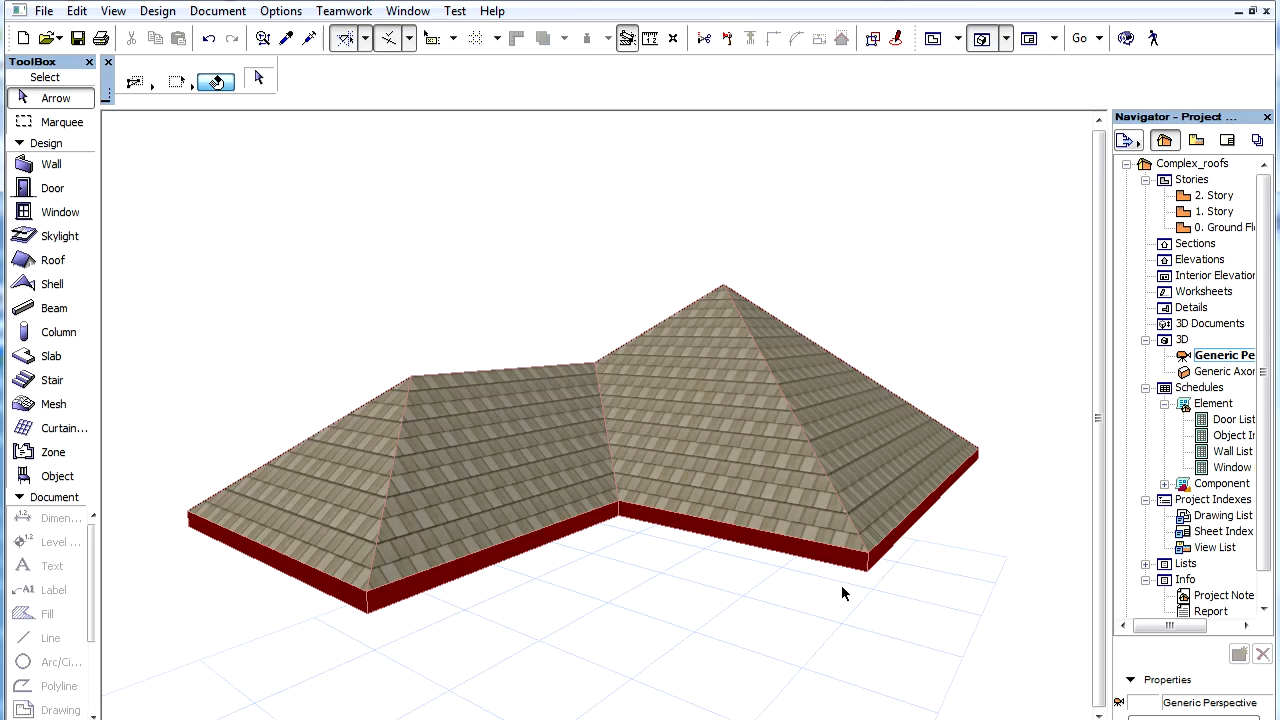 File Edit View Design Document Options Teamwork Window Test Help
Go
ToolBox
Select
Arrow
Marquee
Design
Wall
Door
Window
Skylight
Roof
Shell
Beam
Column
Slab
Stair
Mesh
Curtain...
Zone
Object
Document
Dimen...
Level ...
Text
Label
Fill
Line
Arc/Ci...
Polyline
Drawing
Navigator - Project ...
Complex_roofs
Stories
2. Story
1. Story
0. Ground Fl
Sections
Elevations
Interior Elevation
Worksheets
Details
3D Documents
3D
Generic Pe
Generic Axor
Schedules
Element
Door List
Object In
Wall List
Window
Component
Project Indexes
Drawing List
Sheet Index
View List
Lists
Info
Project Note
Report
Properties
Generic Perspective